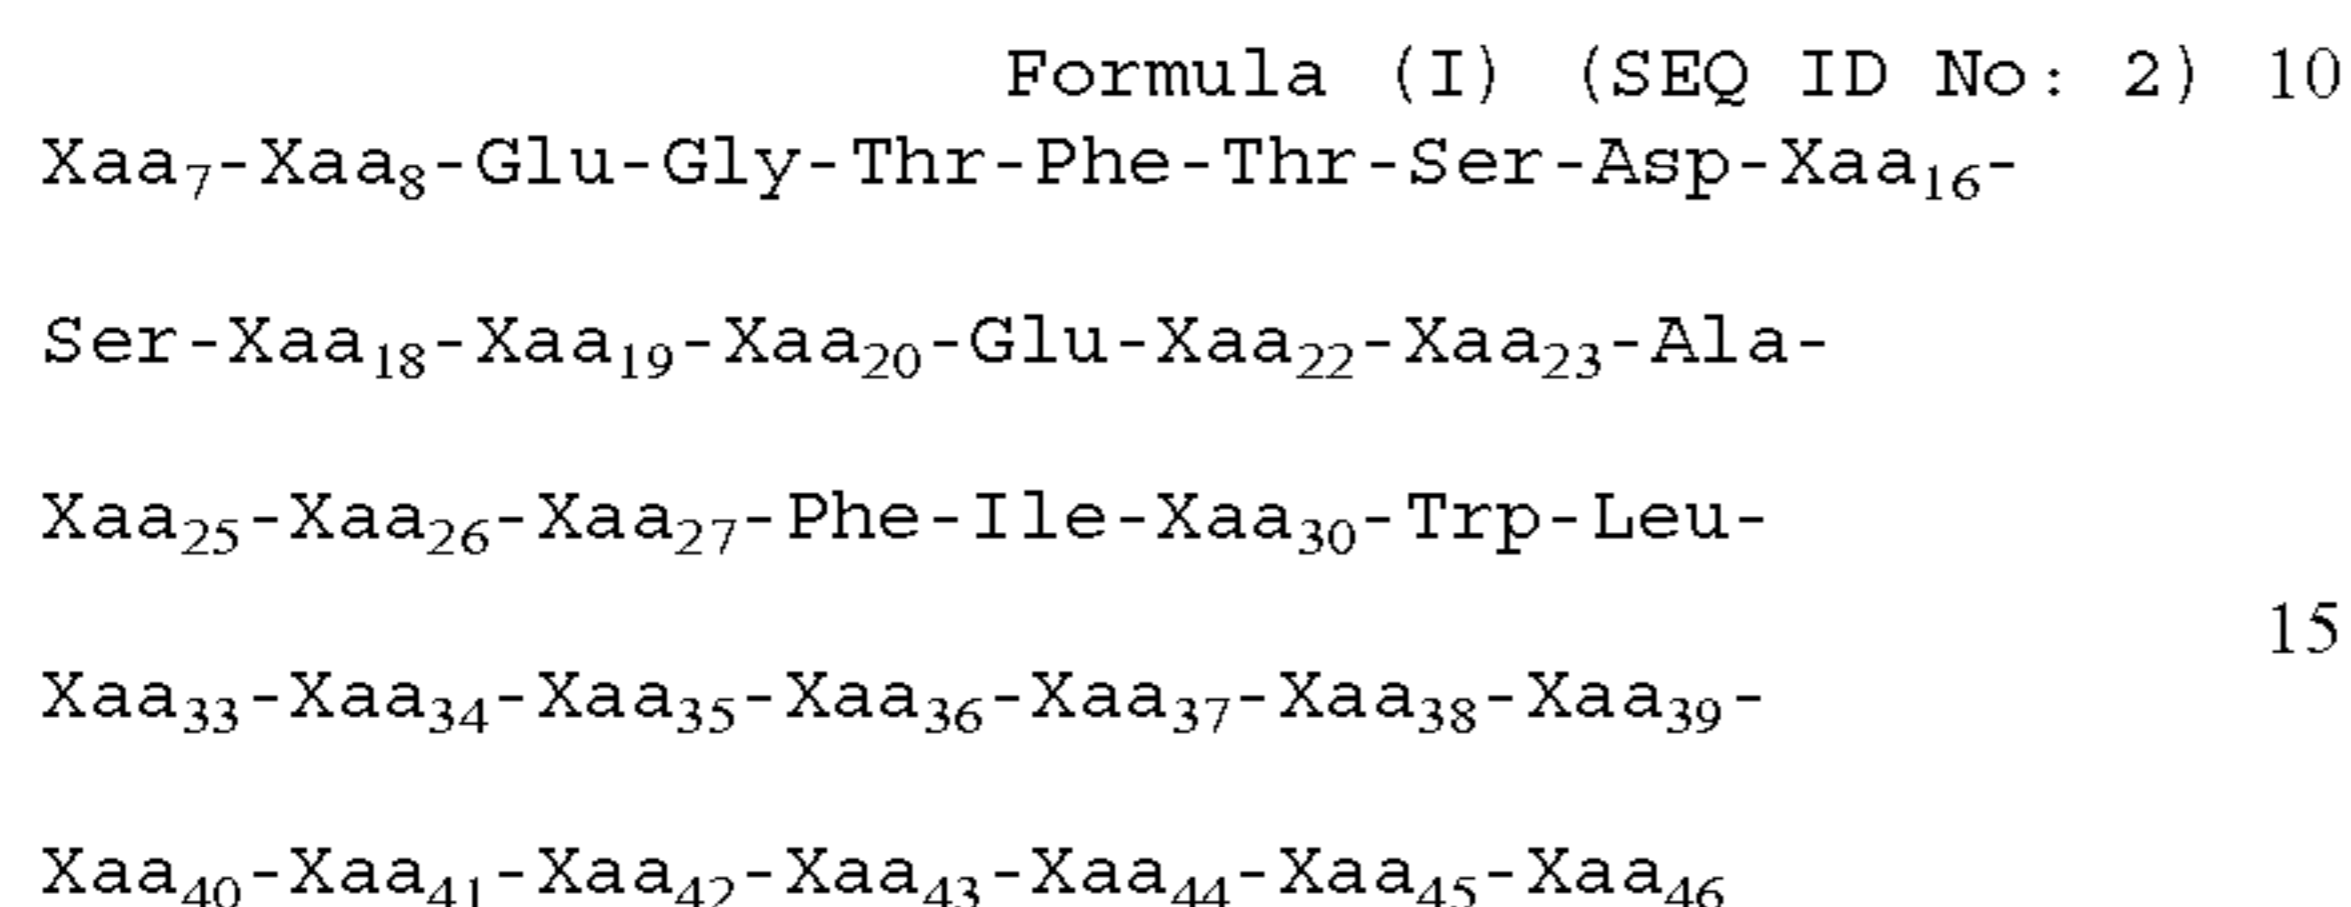 Formula (I) (SEQ ID No: 2) 10
Xaa₇-Xaa₈-Glu-Gly-Thr-Phe-Thr-Ser-Asp-Xaa₁₆-
Ser-Xaa₁₈-Xaa₁₉-Xaa₂₀-Glu-Xaa₂₂-Xaa₂₃-Ala-
Xaa₂₅-Xaa₂₆-Xaa₂₇-Phe-Ile-Xaa₃₀-Trp-Leu-
15
Xaa₃₃-Xaa₃₄-Xaa₃₅-Xaa₃₆-Xaa₃₇-Xaa₃₈-Xaa₃₉-
Xaa₄₀-Xaa₄₁-Xaa₄₂-Xaa₄₃-Xaa₄₄-Xaa₄₅-Xaa₄₆